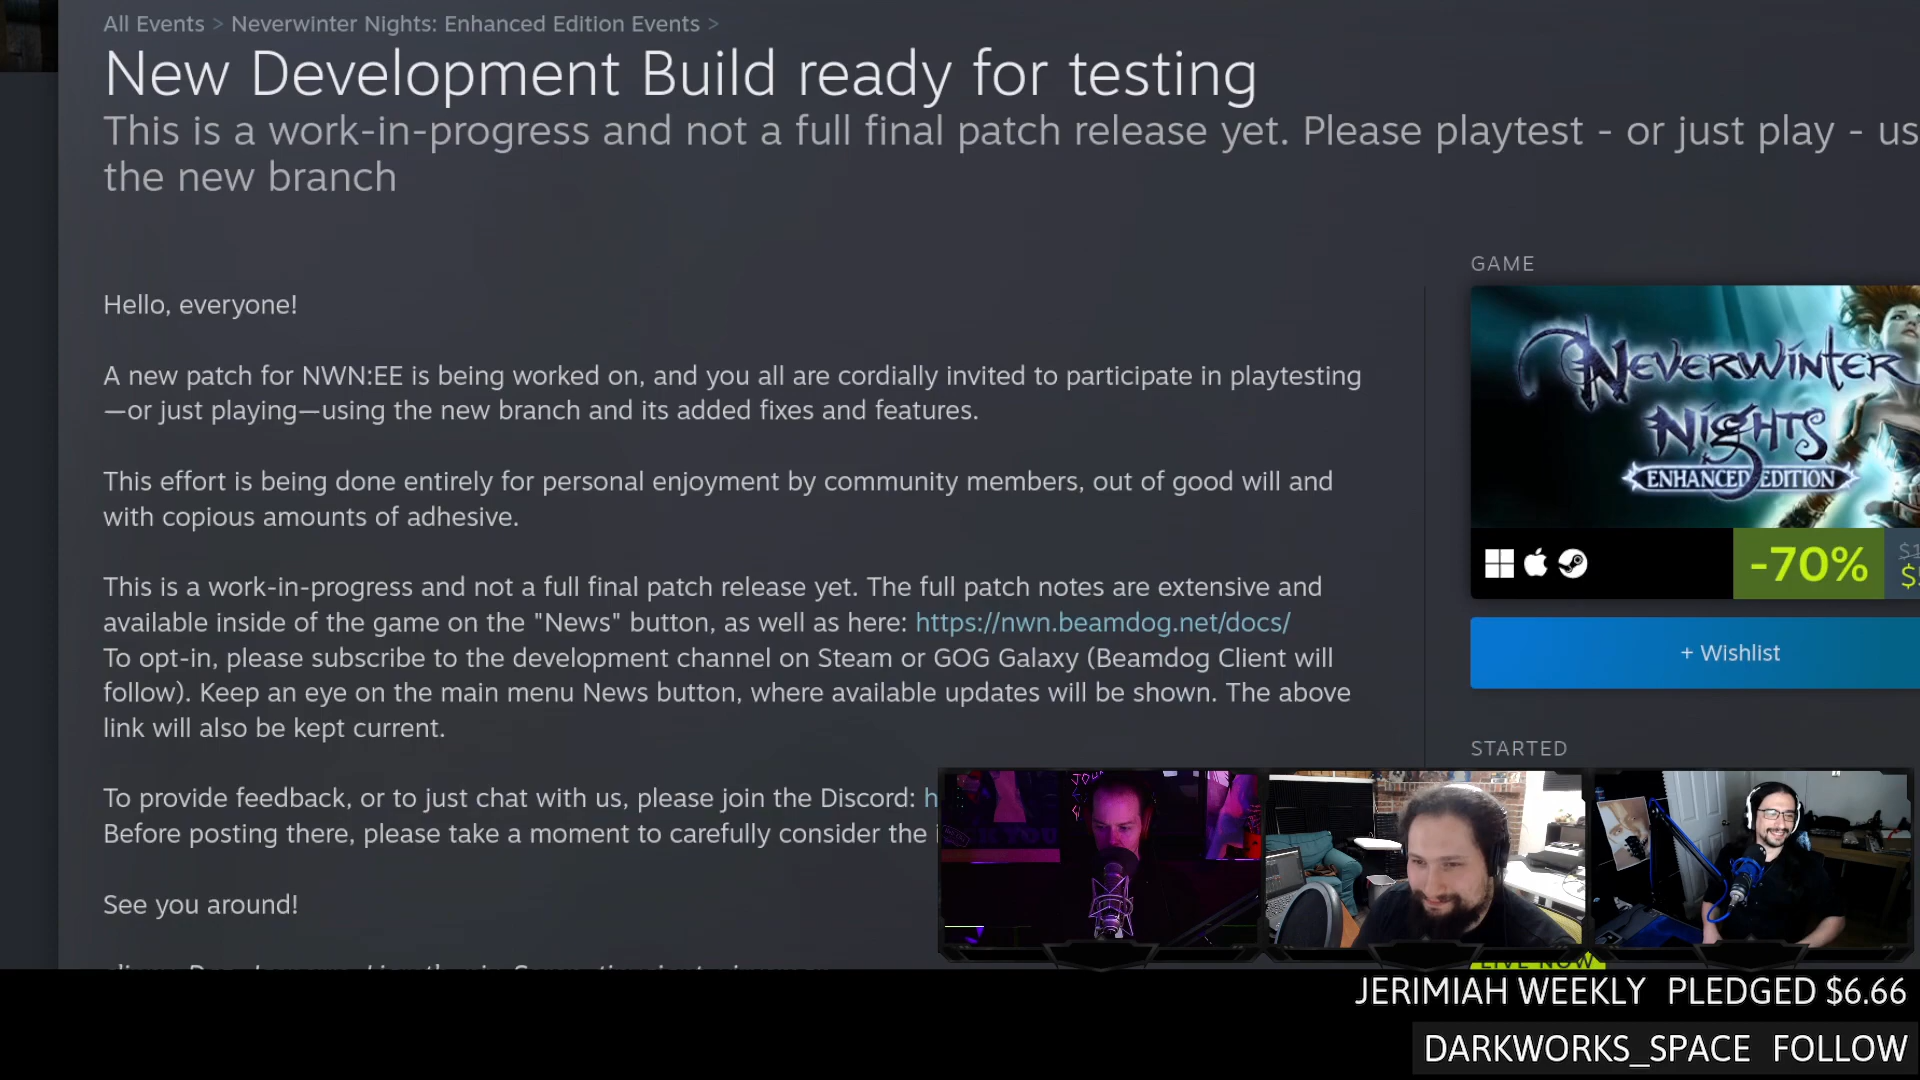 All Events > Neverwinter Nights: Enhanced Edition Events >
New Development Build ready for testing
This is a work-in-progress and not a full final patch release yet. Please playtest - or just play - us
the new branch
Hello, everyone!
A new patch for NWN:EE is being worked on, and you all are cordially invited to participate in playtesting
—or just playing—using the new branch and its added fixes and features.
This effort is being done entirely for personal enjoyment by community members, out of good will and
with copious amounts of adhesive.
This is a work-in-progress and not a full final patch release yet. The full patch notes are extensive and
available inside of the game on the "News" button, as well as here: https://nwn.beamdog.net/docs/
To opt-in, please subscribe to the development channel on Steam or GOG Galaxy (Beamdog Client will
follow). Keep an eye on the main menu News button, where available updates will be shown. The above
link will also be kept current.
To provide feedback, or to just chat with us, please join the Discord: h
Before posting there, please take a moment to carefully consider the
See you around!
GAME
NEVERWINTER
NIGHTS
ENHANCED EDITION
-70%
+ Wishlist
STARTED
LIVE NOW
JERIMIAH WEEKLY PLEDGED $6.66
DARKWORKS_SPACE FOLLOW